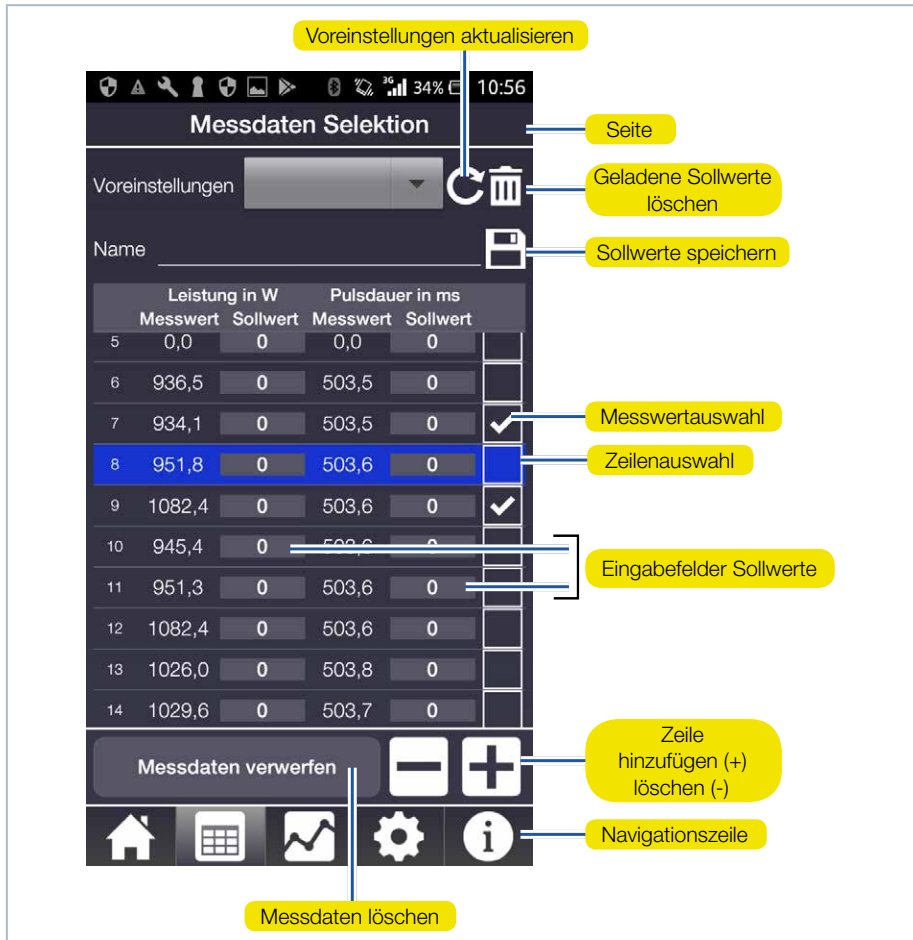 Voreinstellungen aktualisieren
3G 34% 10:56
Messdaten Selektion
Seite
Voreinstellungen
Geladene Sollwerte
löschen
Name
Sollwerte speichern
Leistung in W Pulsdauer in ms
Messwert Sollwert Messwert Sollwert
5 0,0 0 0,0 0
6 936,5 0 503,5 0
7 934,1 0 503,5 0
Messwertauswahl
8 951,8 0 503,6 0
Zeilenauswahl
9 1082,4 0 503,6 0
10 945,4 0 0
Eingabefelder Sollwerte
11 951,3 0 503,6 0
12 1082,4 0 503,6 0
13 1026,0 0 503,8 0
14 1029,6 0 503,7 0
Zeile
hinzufügen (+)
löschen (-)
Messdaten verwerfen
Navigationszeile
Messdaten löschen